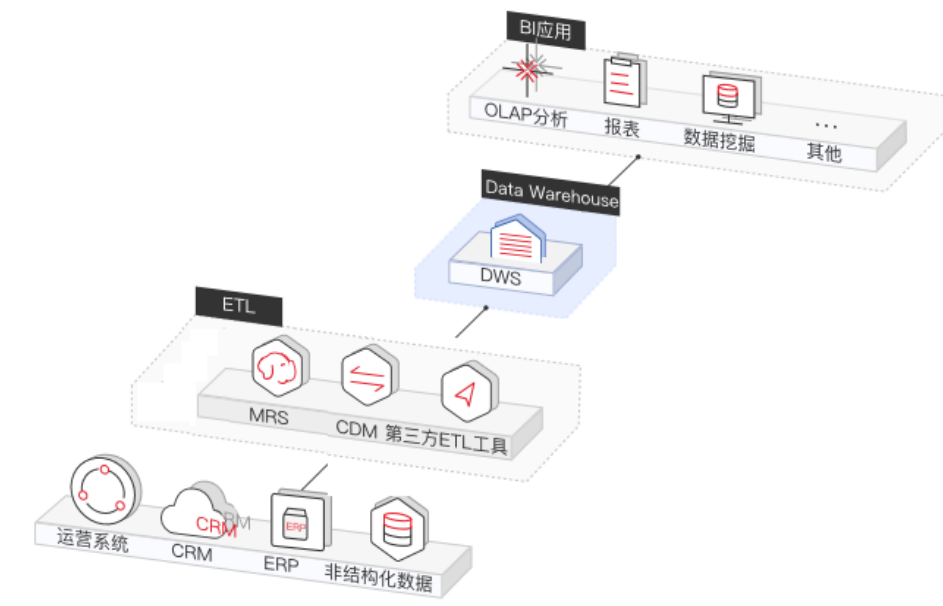 BI应用
OLAP分析
报表
数据挖掘
...
其他
Data Warehouse
DWS
ETL
MRS
CDM
第三方ETL工具
CRM
RM
ERP
运营系统
CRM
ERP
非结构化数据